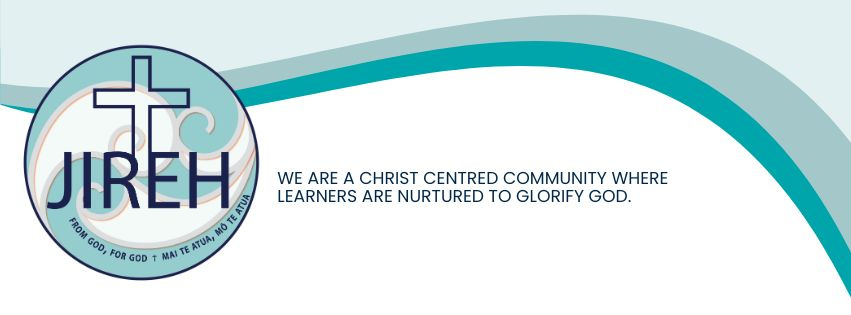 JIREH
FROM GOD, FOR GOD † MAI TE ATUA, MŌ TE ATUA
WE ARE A CHRIST CENTRED COMMUNITY WHERE
LEARNERS ARE NURTURED TO GLORIFY GOD.